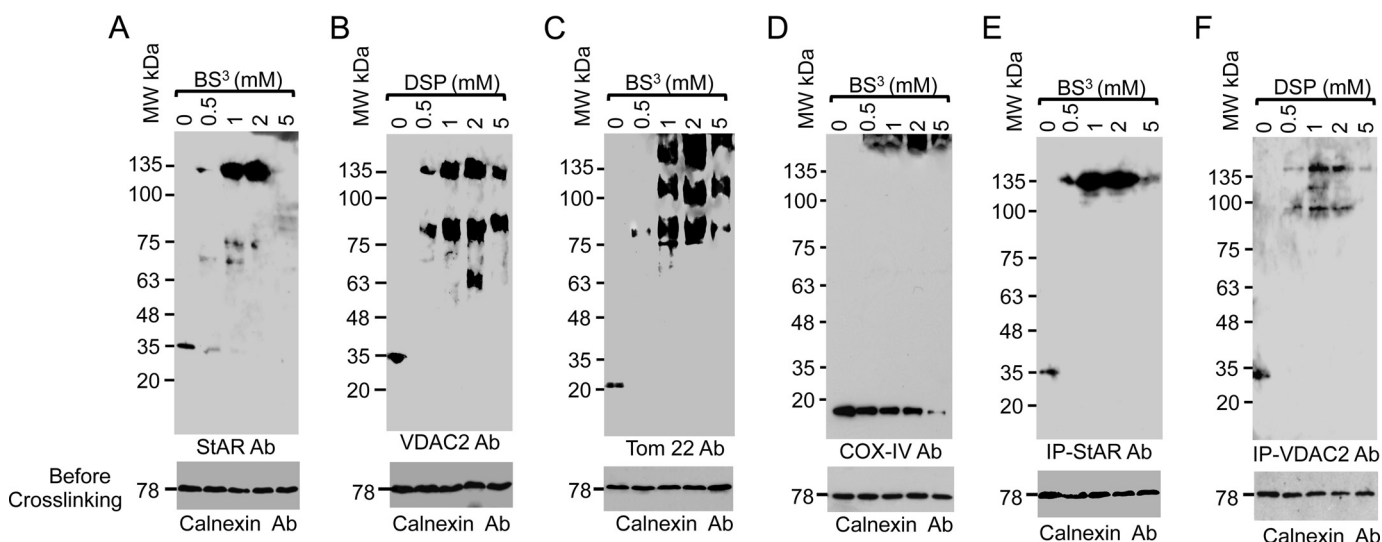 A
MW kDa
BS³ (mM)
0 0.5 1 2 5
135
100
75
63
48
35
20
StAR Ab
Before
Crosslinking
78
Calnexin Ab
B
MW kDa
DSP (mM)
0 0.5 1 2 5
135
100
75
63
48
35
20
VDAC2 Ab
78
Calnexin Ab
C
MW kDa
BS³ (mM)
0 0.5 1 2 5
135
100
75
63
48
35
20
Tom 22 Ab
78
Calnexin Ab
D
MW kDa
BS³ (mM)
0 0.5 1 2 5
135
100
75
63
48
35
20
COX-IV Ab
78
Calnexin Ab
E
MW kDa
BS³ (mM)
0 0.5 1 2 5
135
100
75
63
48
35
20
IP-StAR Ab
78
Calnexin Ab
F
MW kDa
DSP (mM)
0 0.5 1 2 5
135
100
75
63
48
35
20
IP-VDAC2 Ab
78
Calnexin Ab